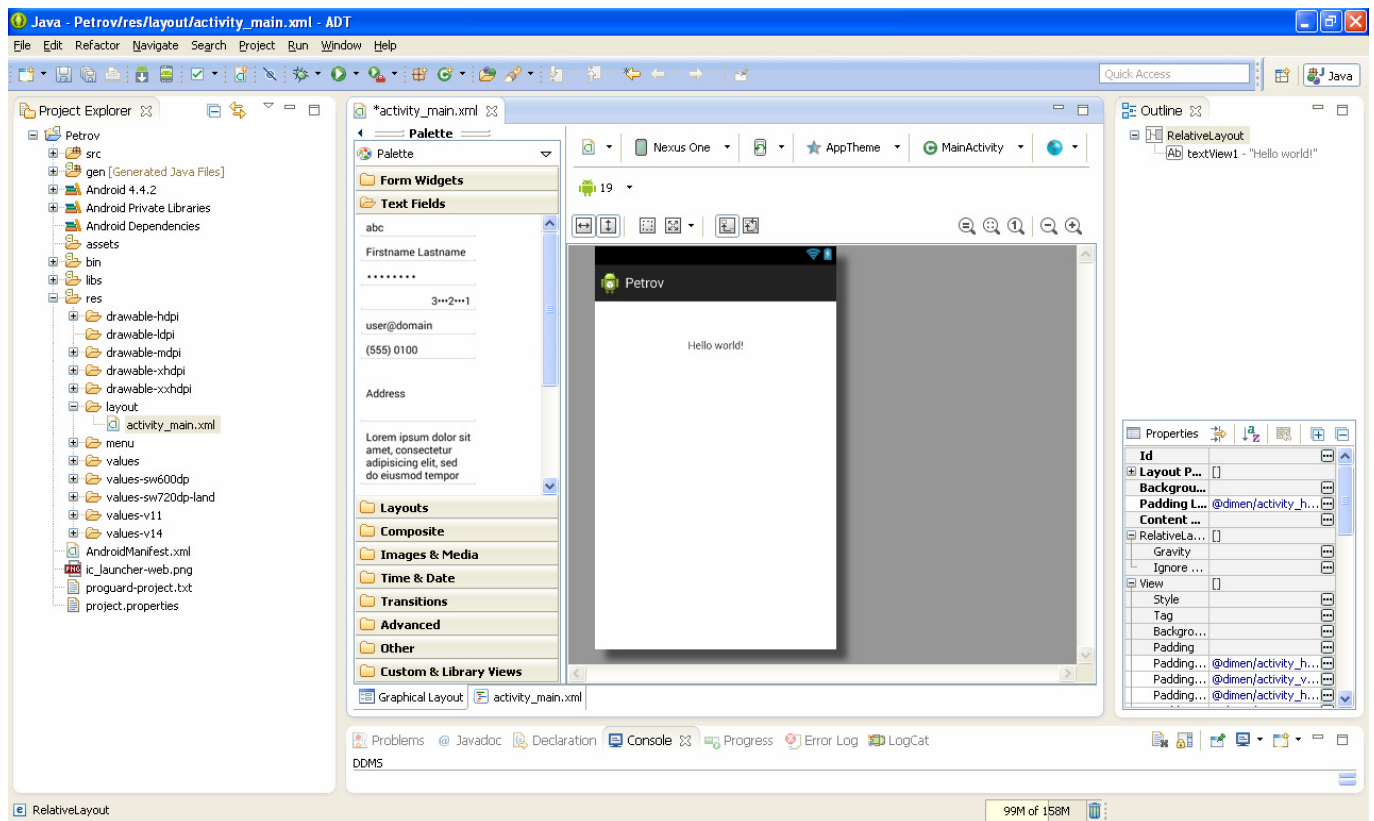 Java - Petrov/res/layout/activity_main.xml - ADT
File Edit Refactor Navigate Search Project Run Window Help
Quick Access
Java
Project Explorer
Petrov
src
gen [Generated Java Files]
Android 4.4.2
Android Private Libraries
Android Dependencies
assets
bin
libs
res
drawable-hdpi
drawable-ldpi
drawable-mdpi
drawable-xhdpi
drawable-xxhdpi
layout
activity_main.xml
menu
values
values-sw600dp
values-sw720dp-land
values-v11
values-v14
AndroidManifest.xml
ic_launcher-web.png
proguard-project.txt
project.properties
*activity_main.xml
Palette
Palette
Form Widgets
Text Fields
abc
Firstname Lastname
••••••••
3•••2•••1
user@domain
(555) 0100
Address
Lorem ipsum dolor sit
amet, consectetur
adipisicing elit, sed
do eiusmod tempor
Layouts
Composite
Images & Media
Time & Date
Transitions
Advanced
Other
Custom & Library Views
Nexus One AppTheme MainActivity
19
Petrov
Hello world!
Graphical Layout activity_main.xml
Outline
RelativeLayout
Ab textView1 - "Hello world!"
Properties
Id
Layout P... []
Backgrou...
Padding L... @dimen/activity_h...
Content ...
RelativeLa... []
Gravity
Ignore ...
View []
Style
Tag
Backgro...
Padding
Padding... @dimen/activity_h...
Padding... @dimen/activity_v...
Padding... @dimen/activity_h...
Problems @ Javadoc Declaration Console Progress Error Log LogCat
DDMS
RelativeLayout
99M of 158M